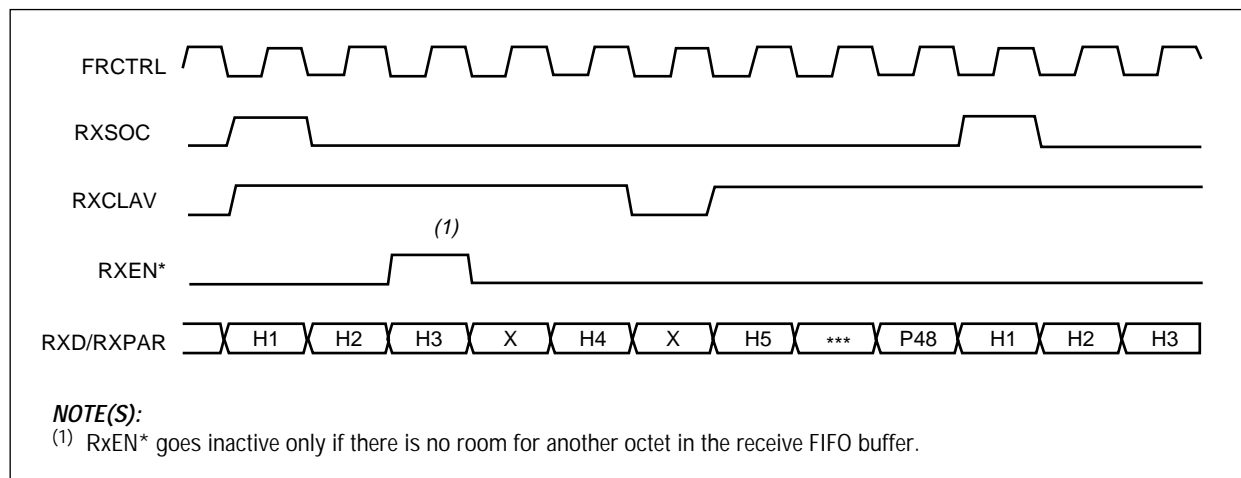 FRCTRL
RXSOC
RXCLAV
(1)
RXEN*
RXD/RXPAR H1 H2 H3 X H4 X H5 *** P48 H1 H2 H3
NOTE(S):
(1) RxEN* goes inactive only if there is no room for another octet in the receive FIFO buffer.